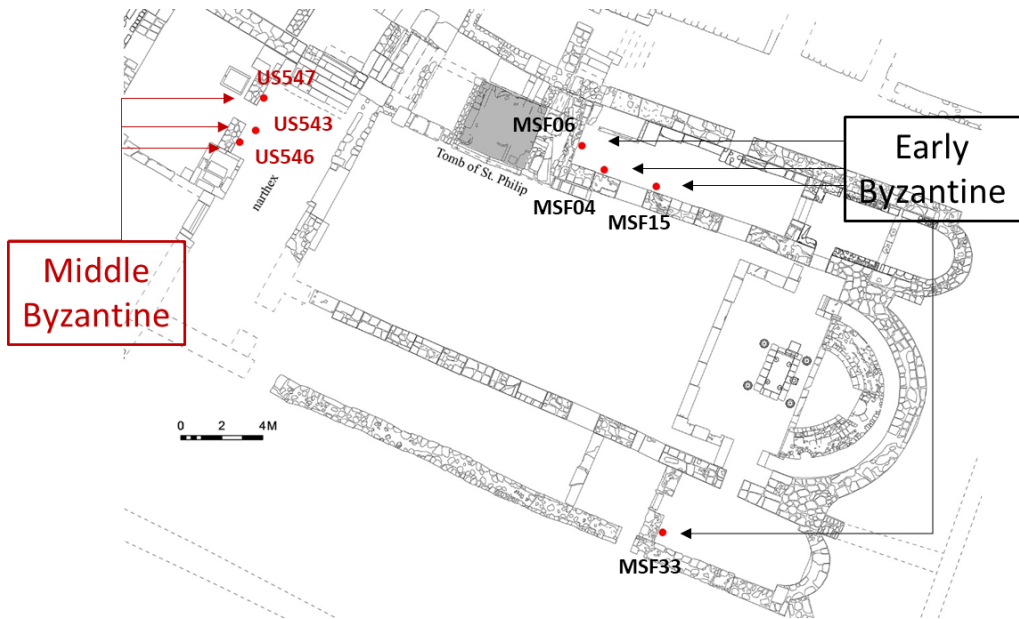 US547
US543
US546
narthex
MSF06
Tomb of St. Philip
MSF04
MSF15
Early
Byzantine
Middle
Byzantine
0 2 4M
MSF33